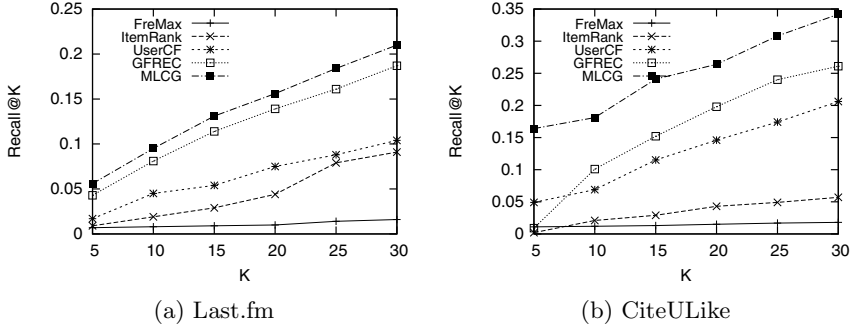 0.25
0.2
0.15
0.1
0.05
0
5
10
15
20
25
30
Recall@K
K
FreMax
ItemRank
UserCF
GFREC
MLCG
(a) Last.fm
0.35
0.3
0.25
0.2
0.15
0.1
0.05
0
5
10
15
20
25
30
Recall@K
K
FreMax
ItemRank
UserCF
GFREC
MLCG
(b) CiteULike